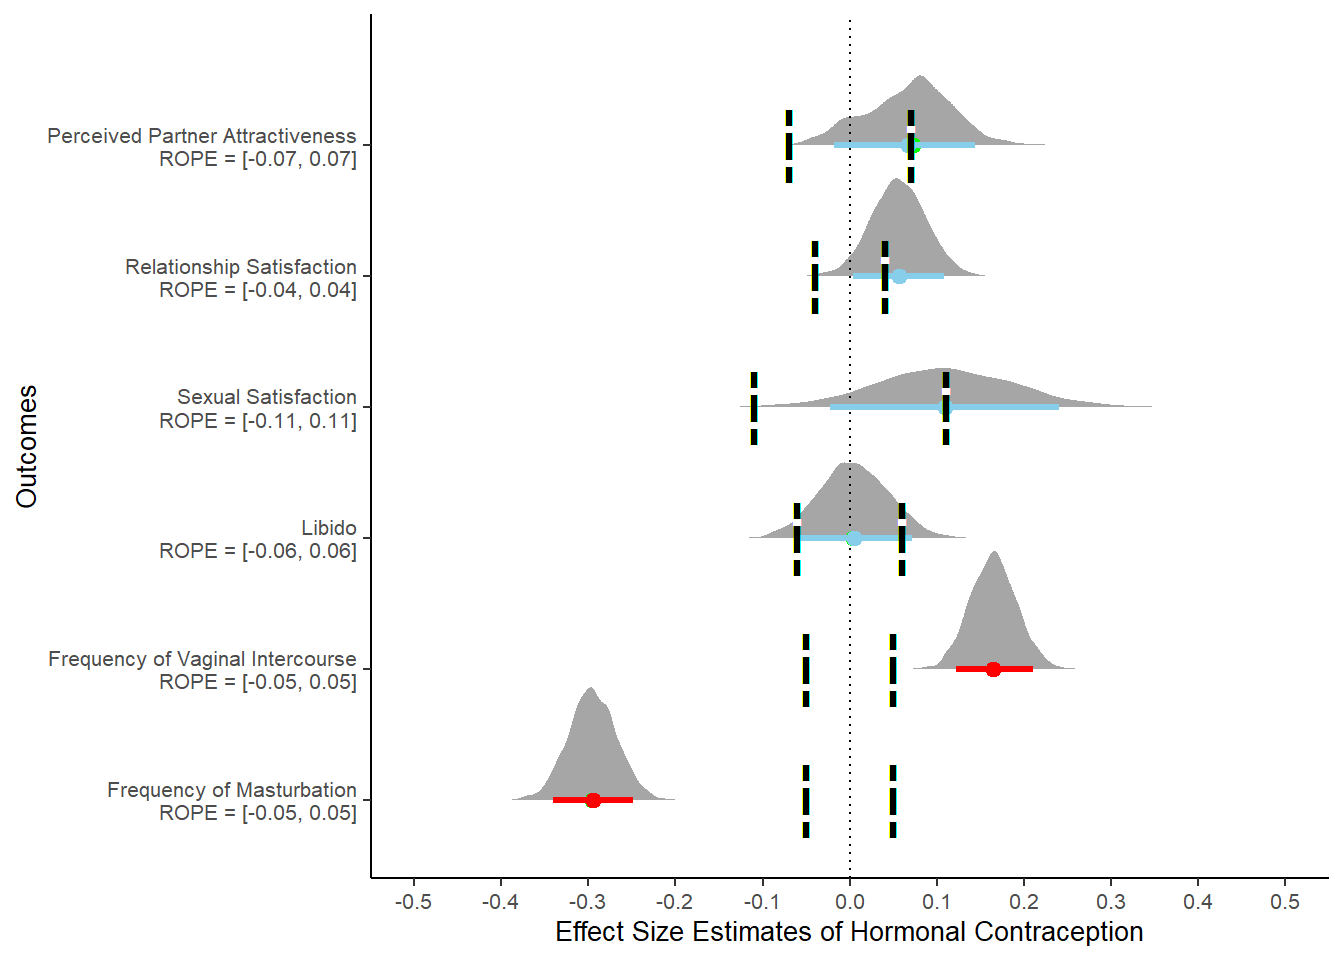 Perceived Partner Attractiveness
ROPE = [-0.07, 0.07]
Relationship Satisfaction
ROPE = [-0.04, 0.04]
Sexual Satisfaction
ROPE = [-0.11, 0.11]
Libido
ROPE = [-0.06, 0.06]
Frequency of Vaginal Intercourse
ROPE = [-0.05, 0.05]
Frequency of Masturbation
ROPE = [-0.05, 0.05]
Outcomes
-0.5 -0.4 -0.3 -0.2 -0.1 0.0 0.1 0.2 0.3 0.4 0.5
Effect Size Estimates of Hormonal Contraception